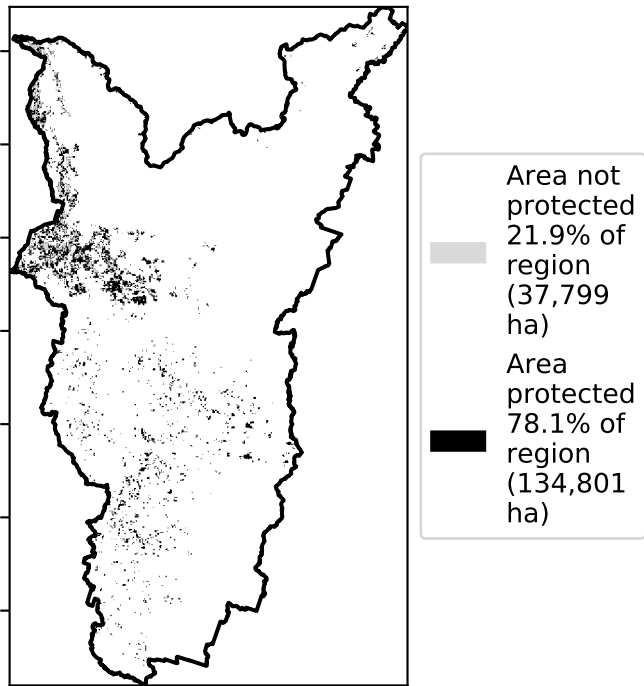 Area not
protected
21.9% of
region
(37,799
ha)
Area
protected
78.1% of
region
(134,801
ha)